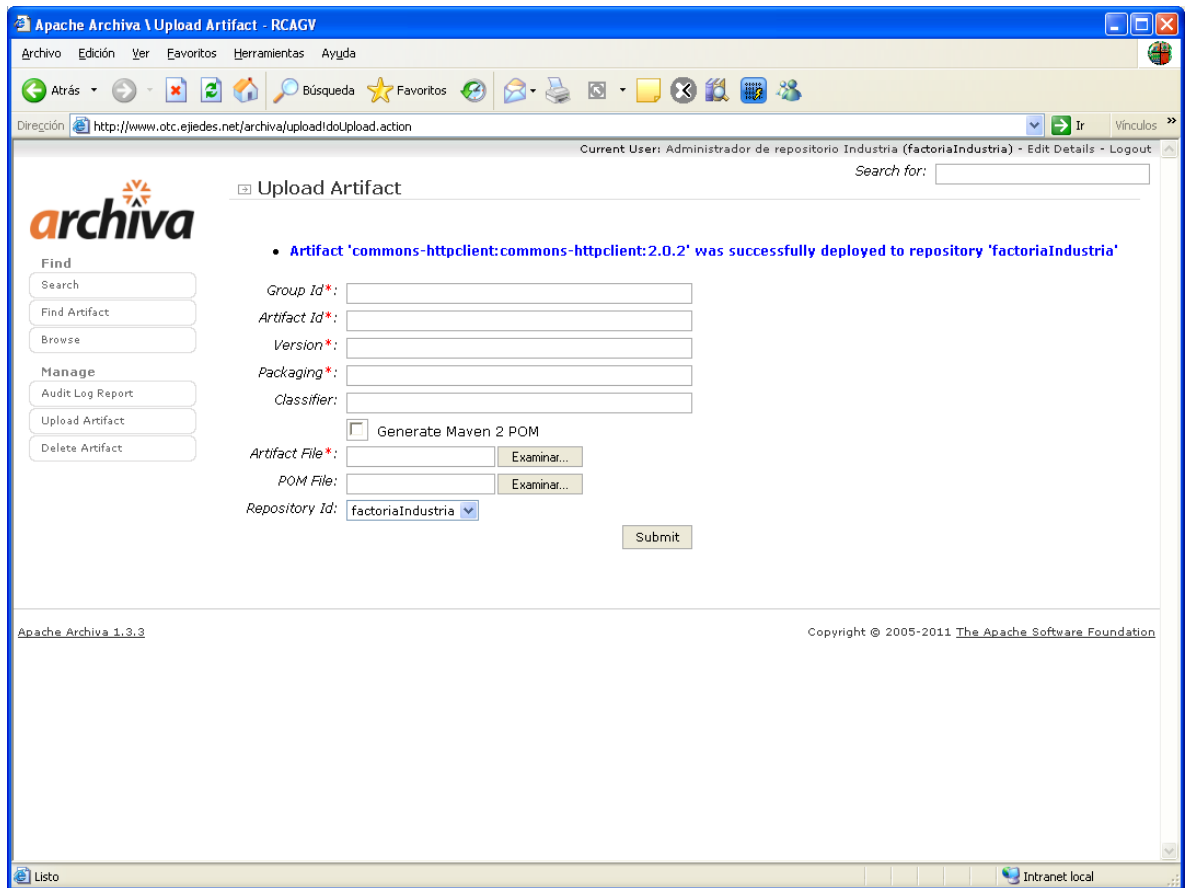 Apache Archiva \ Upload Artifact - RCAGV
Archivo Edición Ver Favoritos Herramientas Ayuda
Atrás Búsqueda Favoritos
Dirección http://www.otc.ejiedes.net/archiva/upload!doUpload.action Ir Vínculos »
Current User: Administrador de repositorio Industria (factoriaIndustria) - Edit Details - Logout
Search for:
archiva
Upload Artifact
• Artifact 'commons-httpclient:commons-httpclient:2.0.2' was successfully deployed to repository 'factoriaIndustria'
Find
Search
Find Artifact
Browse
Manage
Audit Log Report
Upload Artifact
Delete Artifact
Group Id*:
Artifact Id*:
Version*:
Packaging*:
Classifier:
Generate Maven 2 POM
Artifact File*: Examinar...
POM File: Examinar...
Repository Id: factoriaIndustria
Submit
Apache Archiva 1.3.3
Copyright © 2005-2011 The Apache Software Foundation
Listo
Intranet local